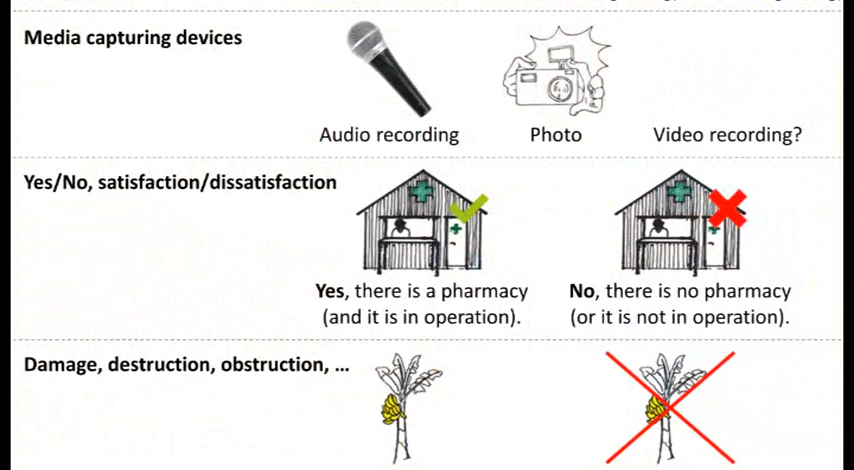 Media capturing devices
Audio recording
Photo
Video recording?
Yes/No, satisfaction/dissatisfaction
Yes, there is a pharmacy
(and it is in operation).
No, there is no pharmacy
(or it is not in operation).
Damage, destruction, obstruction, ...